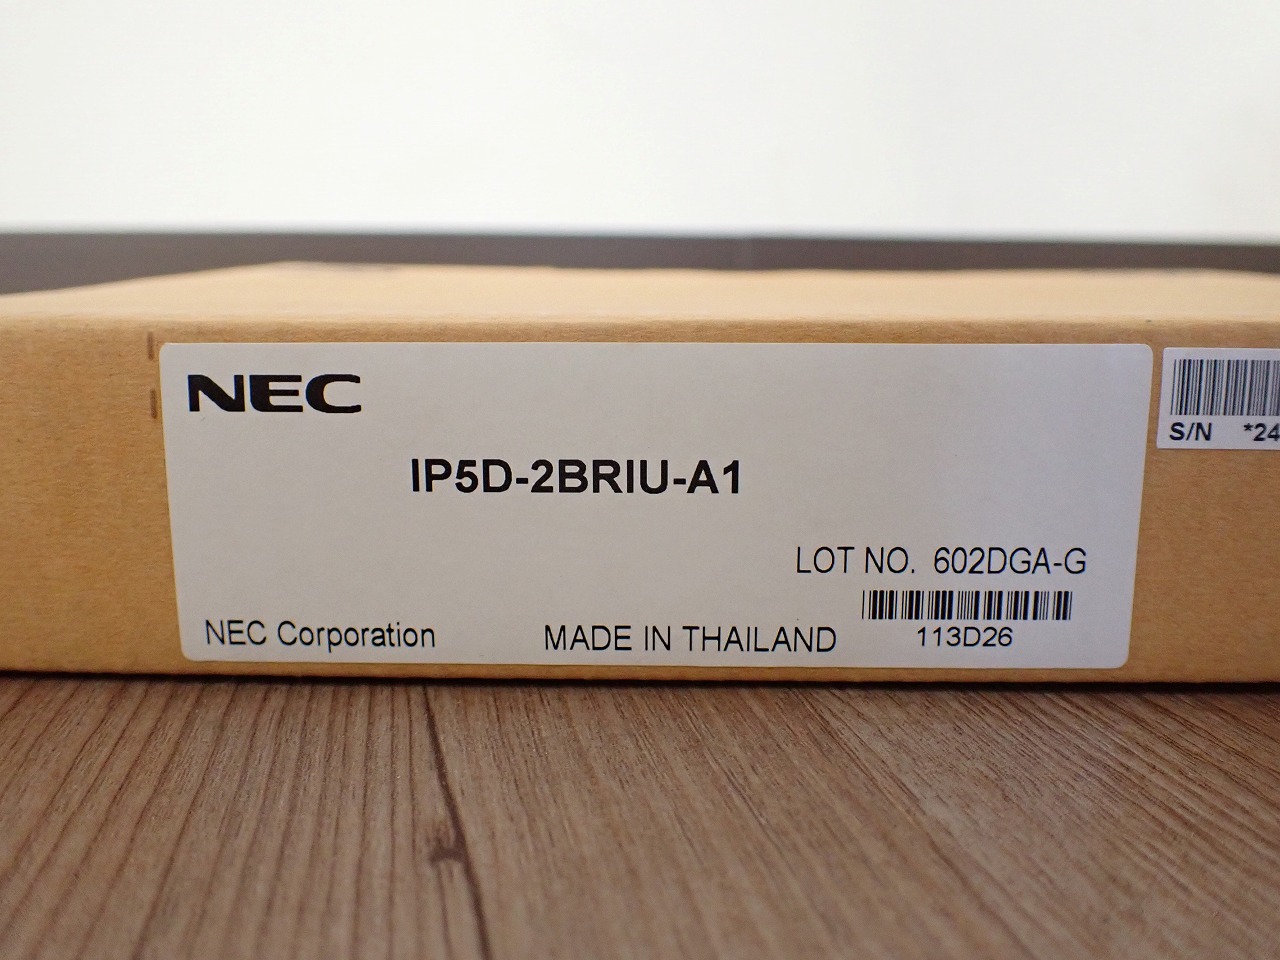 NEC
IP5D-2BRIU-A1
LOT NO. 602DGA-G
113D26
NEC Corporation
MADE IN THAILAND
S/N *24